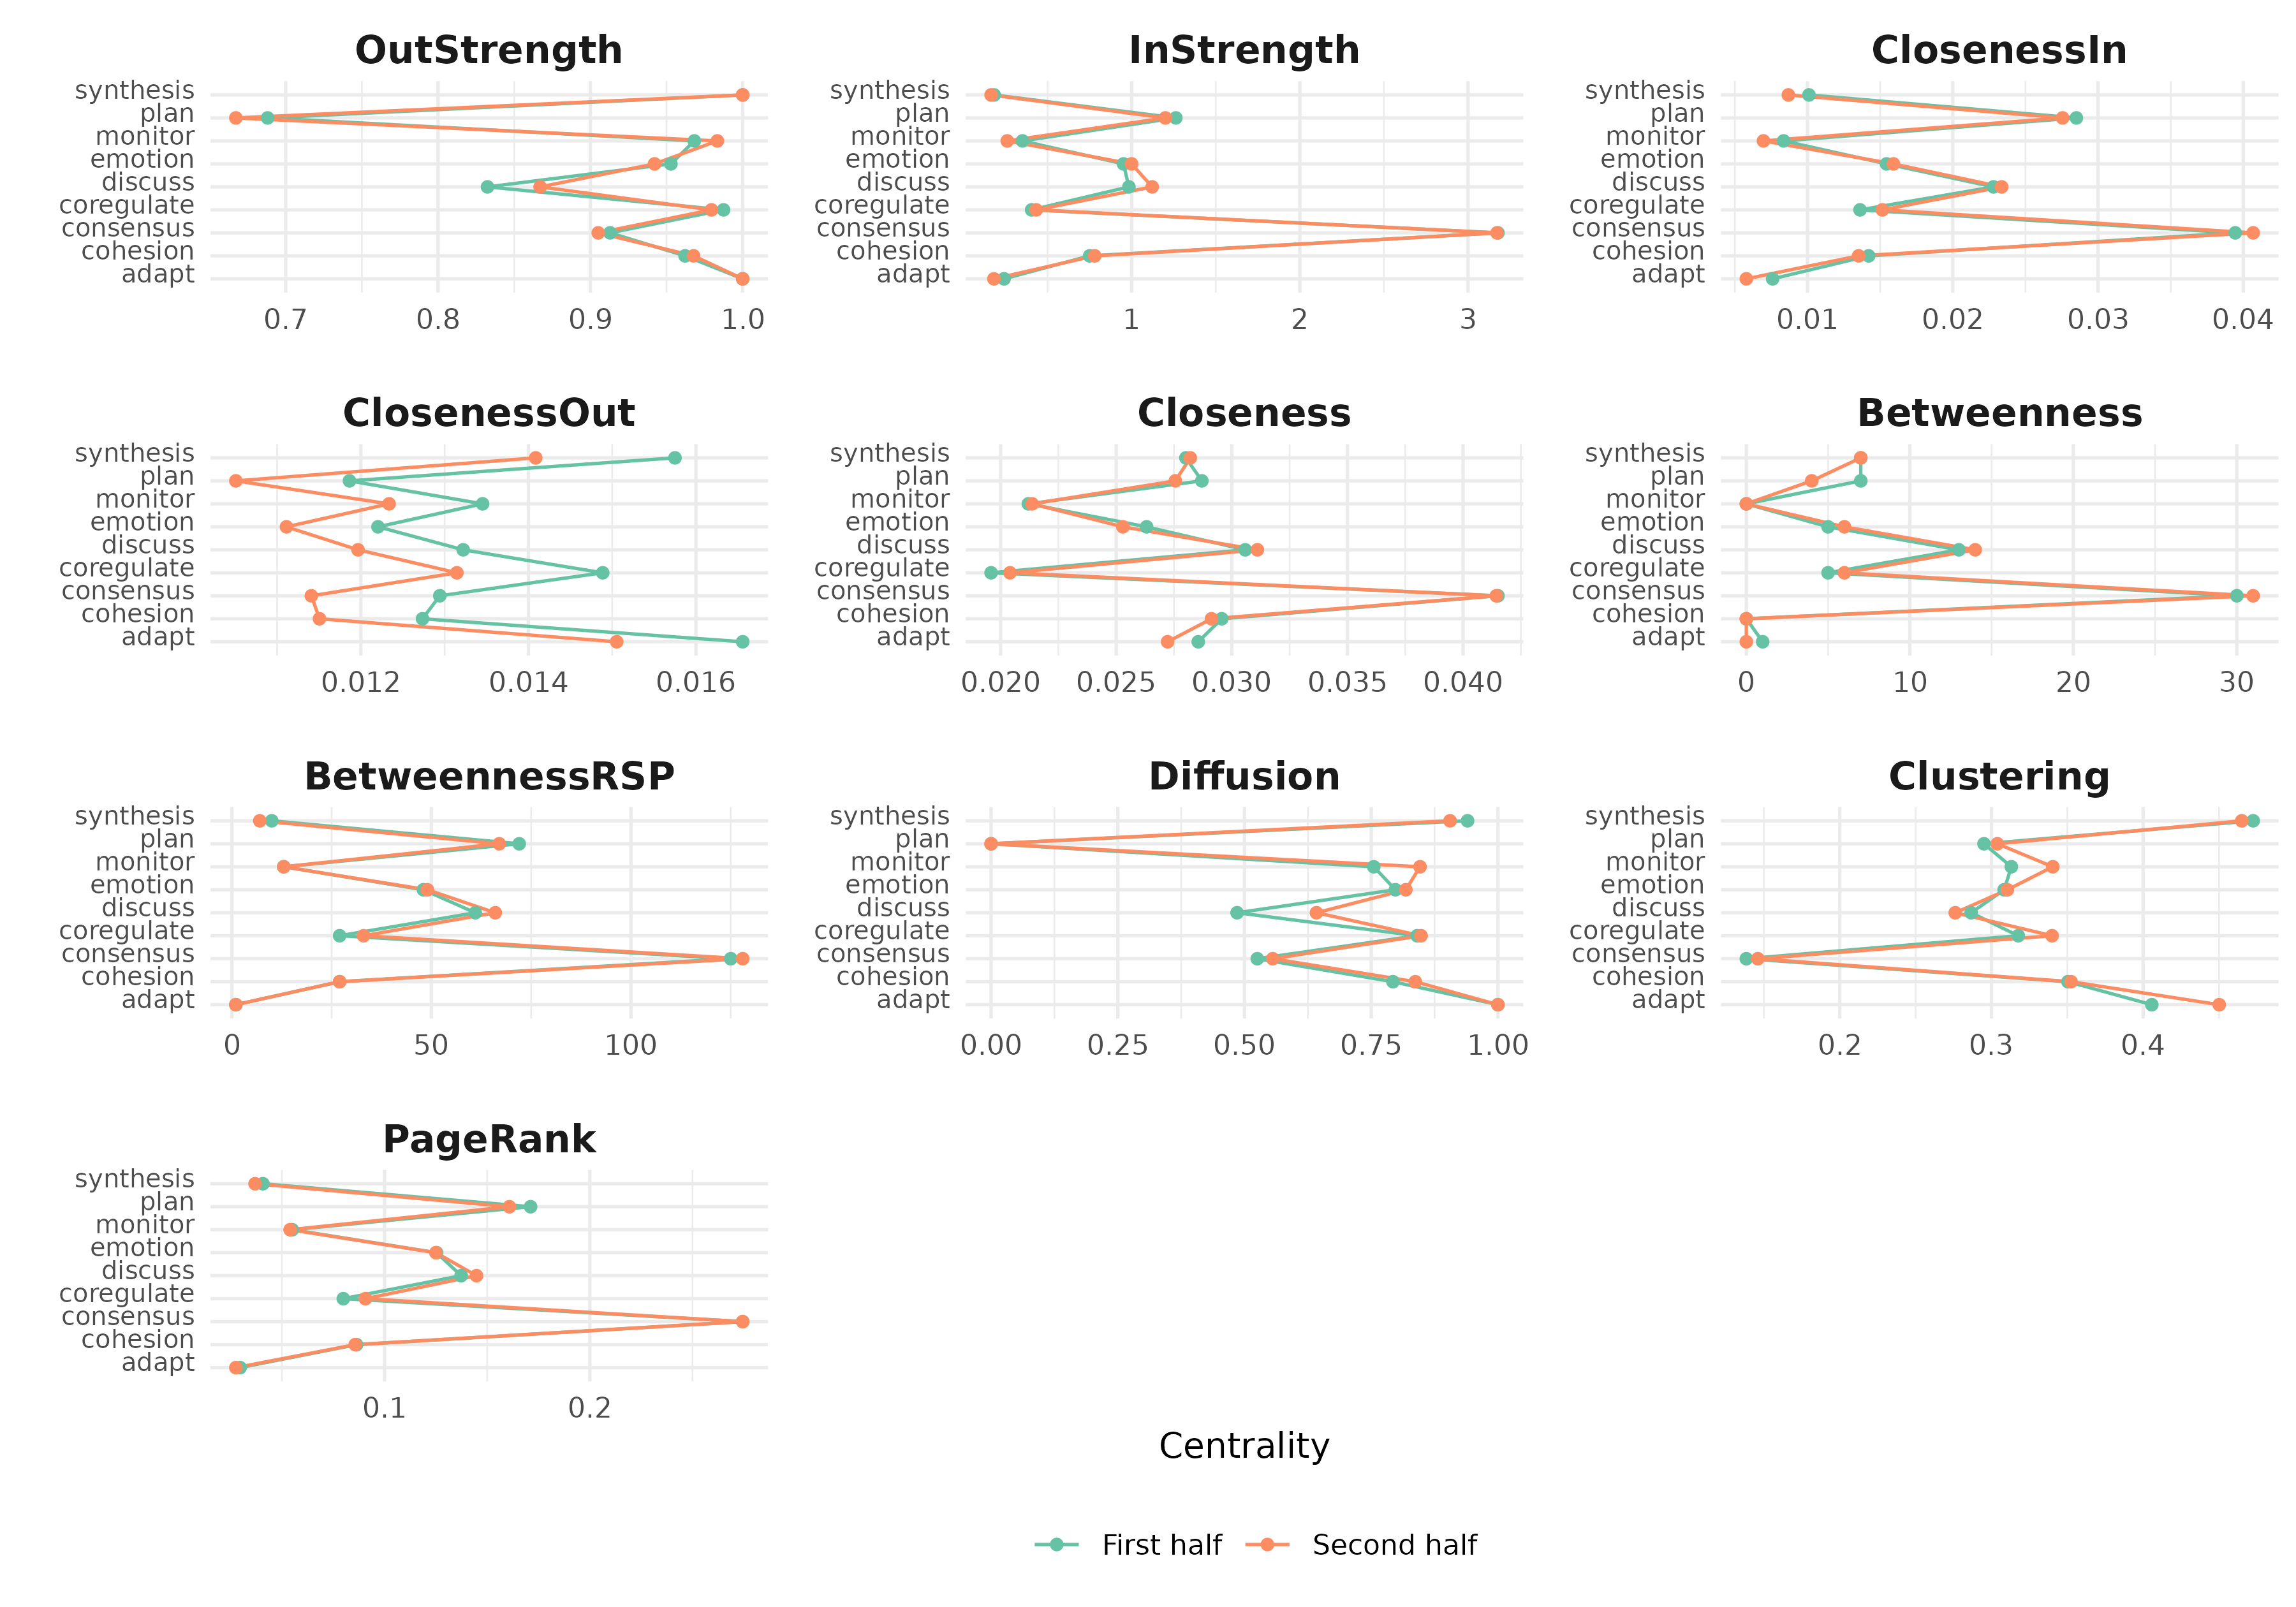 OutStrength
synthesis
plan
monitor
emotion
discuss
coregulate
consensus
cohesion
adapt
0.7 0.8 0.9 1.0
InStrength
synthesis
plan
monitor
emotion
discuss
coregulate
consensus
cohesion
adapt
1 2 3
ClosenessIn
synthesis
plan
monitor
emotion
discuss
coregulate
consensus
cohesion
adapt
0.01 0.02 0.03 0.04
ClosenessOut
synthesis
plan
monitor
emotion
discuss
coregulate
consensus
cohesion
adapt
0.012 0.014 0.016
Closeness
synthesis
plan
monitor
emotion
discuss
coregulate
consensus
cohesion
adapt
0.020 0.025 0.030 0.035 0.040
Betweenness
synthesis
plan
monitor
emotion
discuss
coregulate
consensus
cohesion
adapt
0 10 20 30
BetweennessRSP
synthesis
plan
monitor
emotion
discuss
coregulate
consensus
cohesion
adapt
0 50 100
Diffusion
synthesis
plan
monitor
emotion
discuss
coregulate
consensus
cohesion
adapt
0.00 0.25 0.50 0.75 1.00
Clustering
synthesis
plan
monitor
emotion
discuss
coregulate
consensus
cohesion
adapt
0.2 0.3 0.4
PageRank
synthesis
plan
monitor
emotion
discuss
coregulate
consensus
cohesion
adapt
0.1 0.2
Centrality
First half Second half